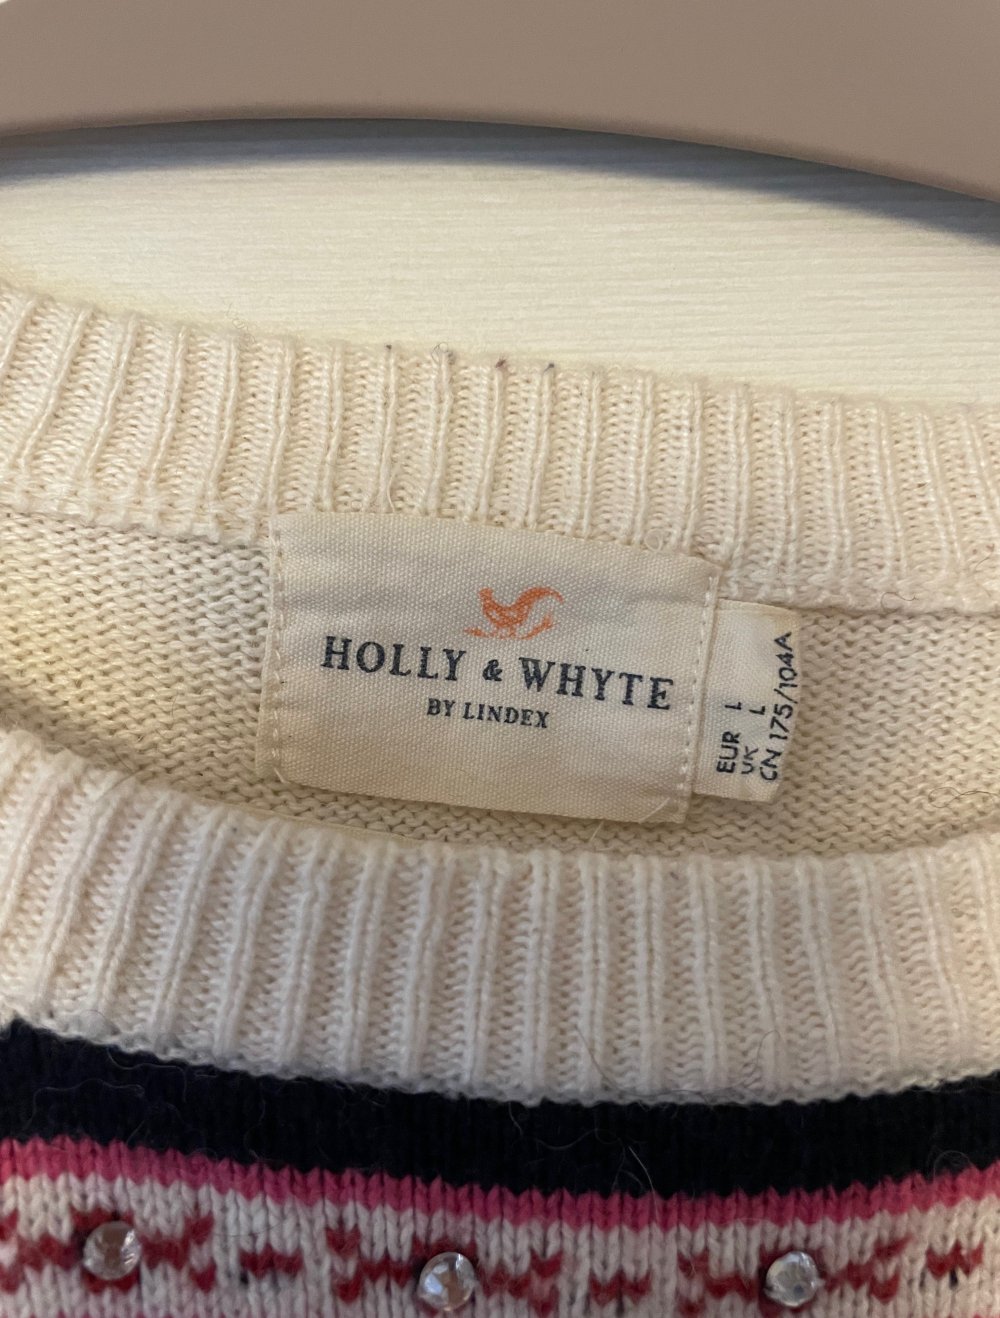 HOLLY & WHYTE
BY LINDEX
EUR L
UK L
CN 175/104A